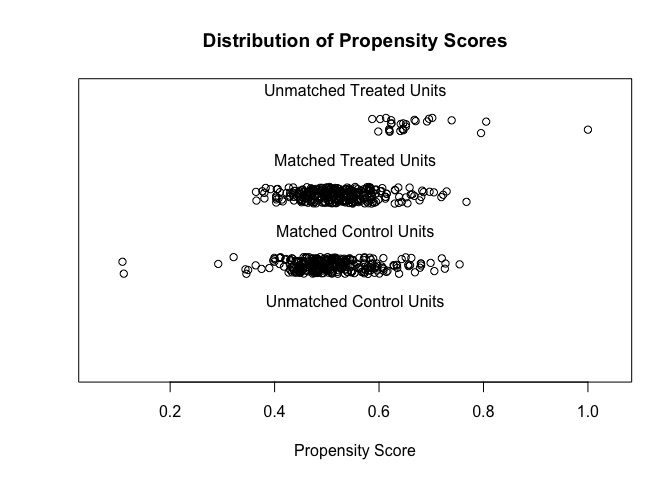 Distribution of Propensity Scores
Unmatched Treated Units
Matched Treated Units
Matched Control Units
Unmatched Control Units
0.2 0.4 0.6 0.8 1.0
Propensity Score